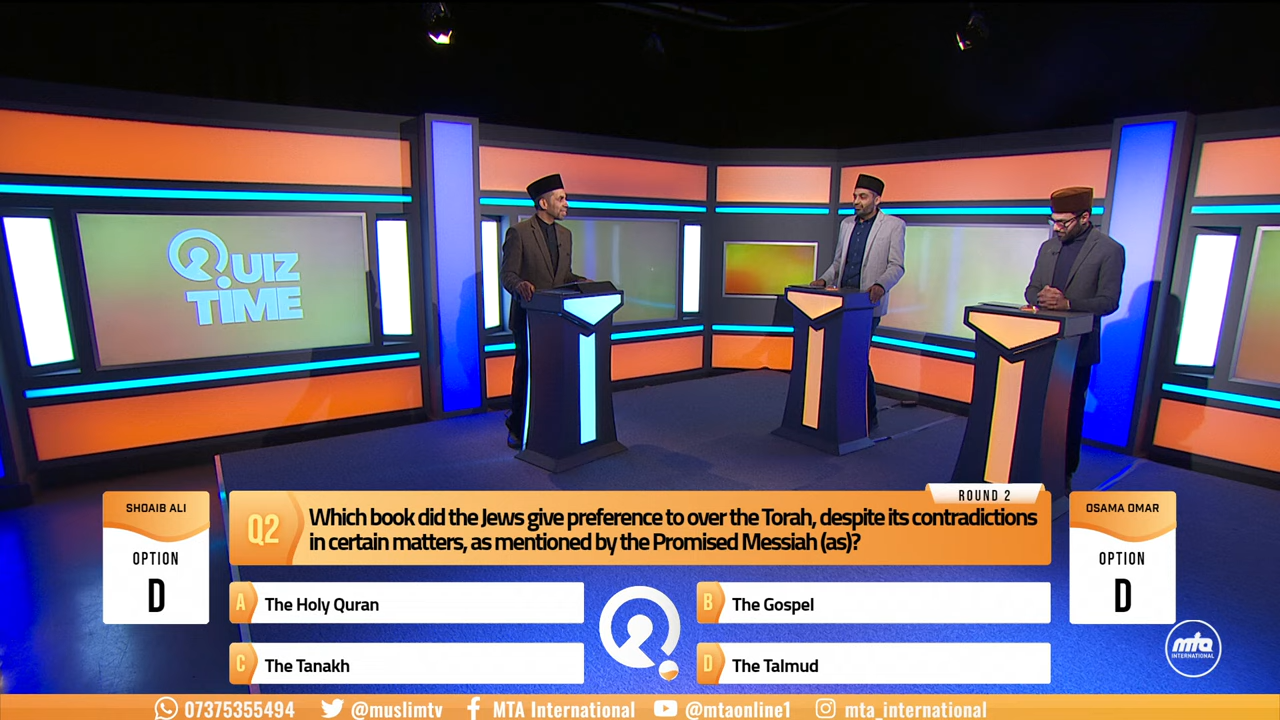 QUIZ
TIME
ROUND 2
SHOAIB ALI
OPTION
D
Q2
Which book did the Jews give preference to over the Torah, despite its contradictions
in certain matters, as mentioned by the Promised Messiah (as)?
OSAMA OMAR
OPTION
D
A The Holy Quran
B The Gospel
C The Tanakh
D The Talmud
mta
INTERNATIONAL
07375355494 @muslimtv MTA International @mtaonline1 mta_international